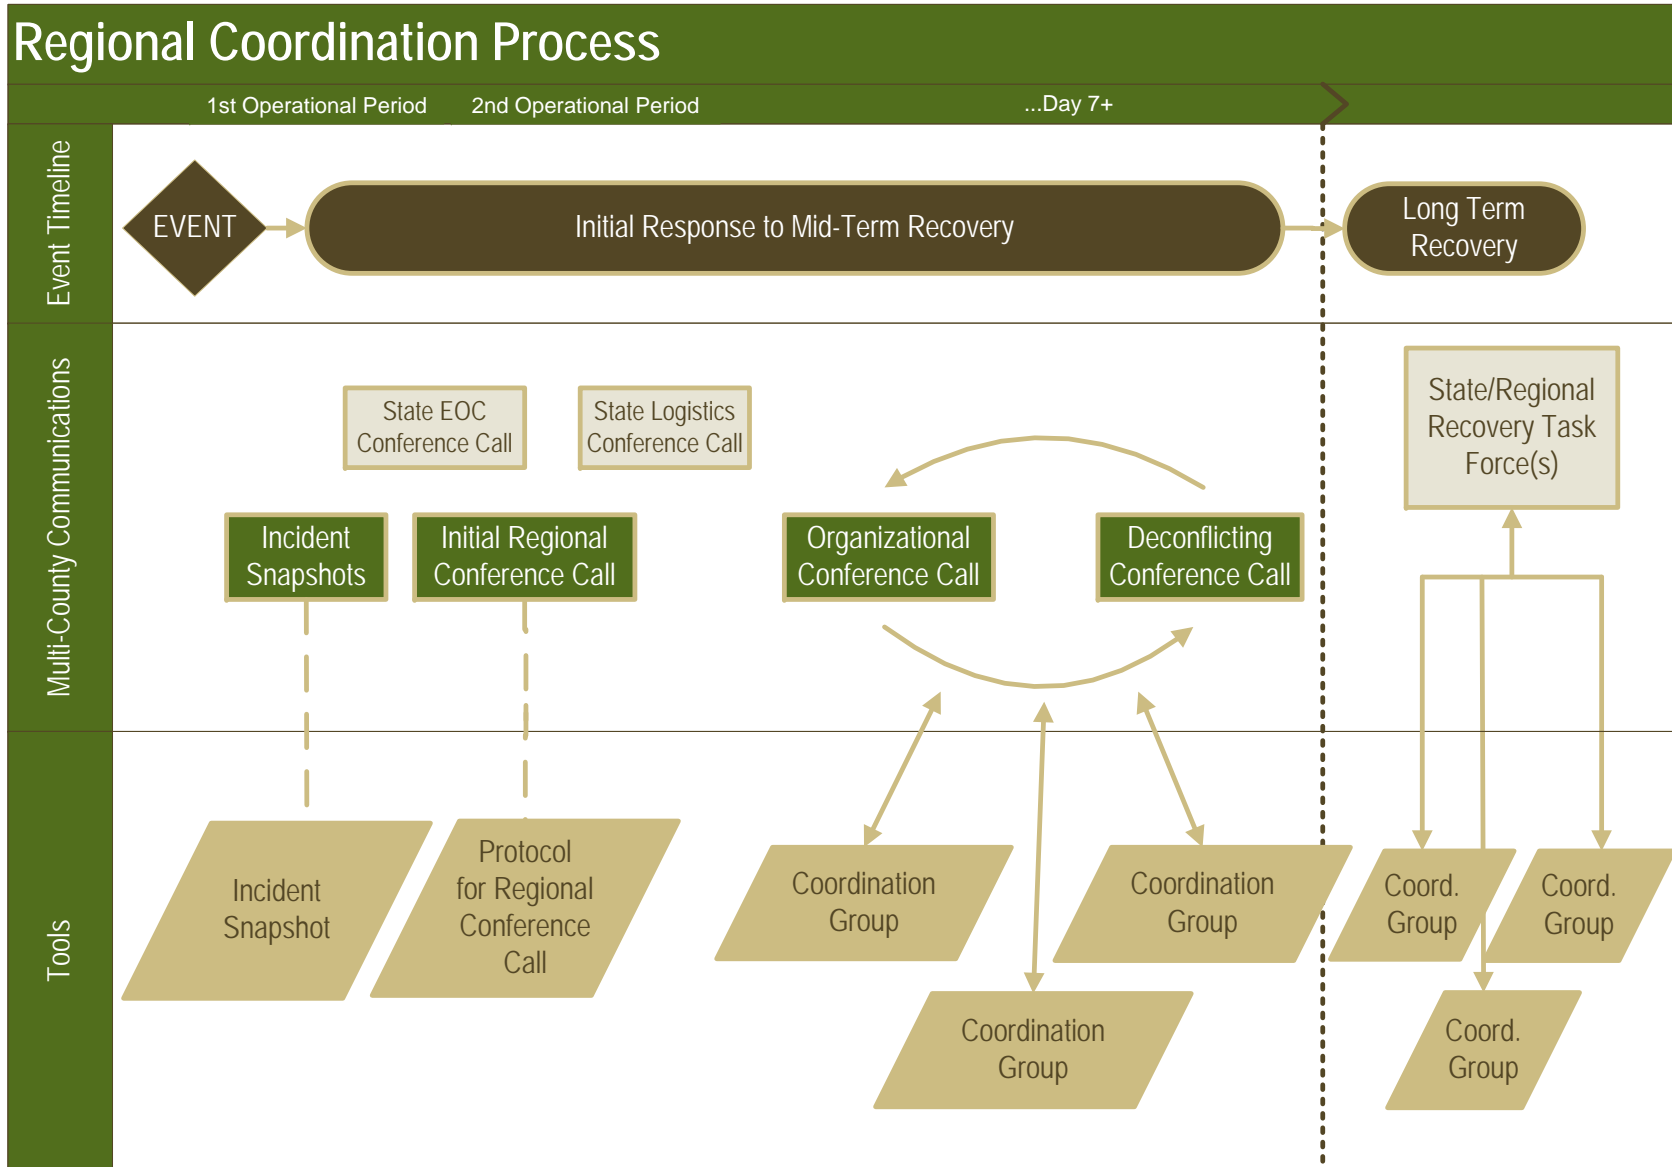 Regional Coordination Process
1st Operational Period
2nd Operational Period
...Day 7+
Event Timeline
EVENT
Initial Response to Mid-Term Recovery
Long Term
Recovery
Multi-County Communications
State EOC
Conference Call
State Logistics
Conference Call
State/Regional
Recovery Task
Force(s)
Incident
Snapshots
Initial Regional
Conference Call
Organizational
Conference Call
Deconflicting
Conference Call
Tools
Incident
Snapshot
Protocol
for Regional
Conference
Call
Coordination
Group
Coordination
Group
Coordination
Group
Coord.
Group
Coord.
Group
Coord.
Group